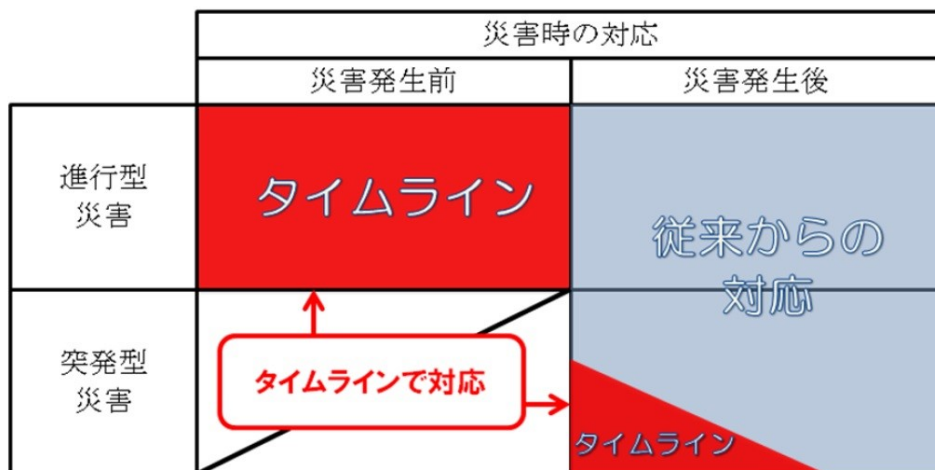 災害時の対応
災害発生前
災害発生後
進行型
災害
タイムライン
従来からの
対応
突発型
災害
タイムラインで対応
タイムライン